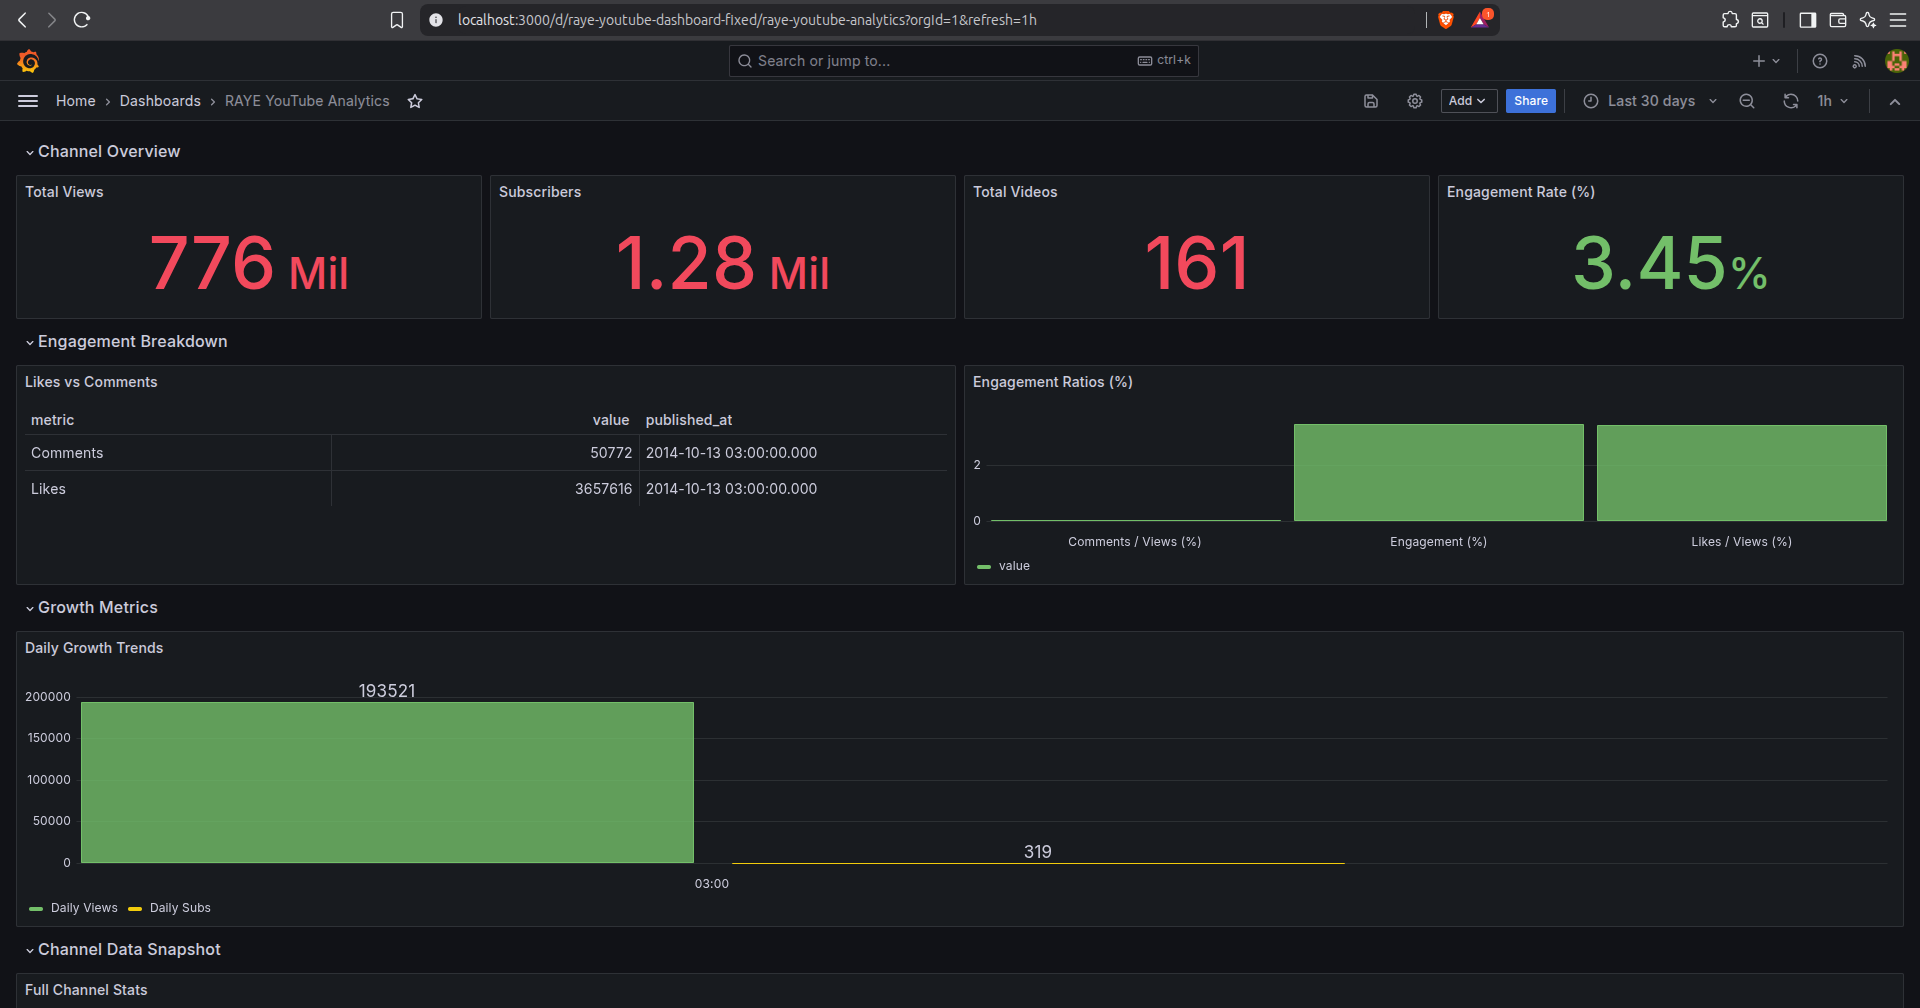 localhost:3000/d/raye-youtube-dashboard-fixed/raye-youtube-analytics?orgId=1&refresh=1h
1
Search or jump to...
ctrl+k
Home › Dashboards › RAYE YouTube Analytics
Add
Share
Last 30 days
1h
Channel Overview
Total Views
Subscribers
Total Videos
Engagement Rate (%)
776 Mil
1.28 Mil
161
3.45%
Engagement Breakdown
Likes vs Comments
metric value published_at
Comments 50772 2014-10-13 03:00:00.000
Likes 3657616 2014-10-13 03:00:00.000
Engagement Ratios (%)
2
0
Comments / Views (%) Engagement (%) Likes / Views (%)
value
Growth Metrics
Daily Growth Trends
193521
200000
150000
100000
50000
319
0
03:00
Daily Views Daily Subs
Channel Data Snapshot
Full Channel Stats